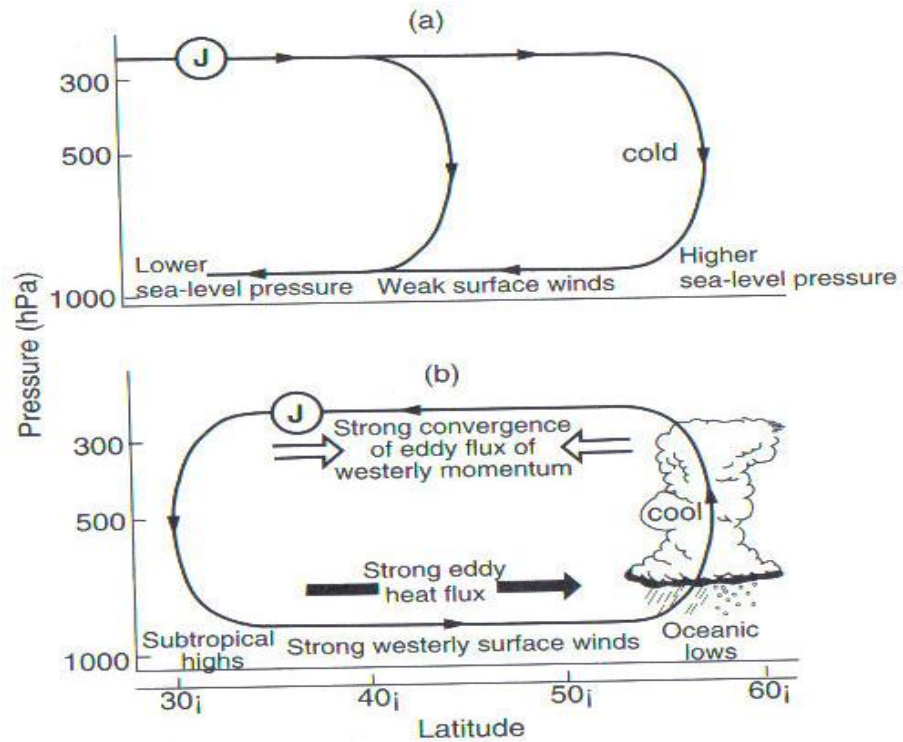 (a)
J
300
500
cold
Lower
sea-level pressure
Weak surface winds
Higher
sea-level pressure
1000
Pressure (hPa)
(b)
J
300
Strong convergence
of eddy flux of
westerly momentum
500
cool
Strong eddy
heat flux
Subtropical
highs
Strong westerly surface winds
Oceanic
lows
1000
30¡ 40¡ 50¡ 60¡
Latitude